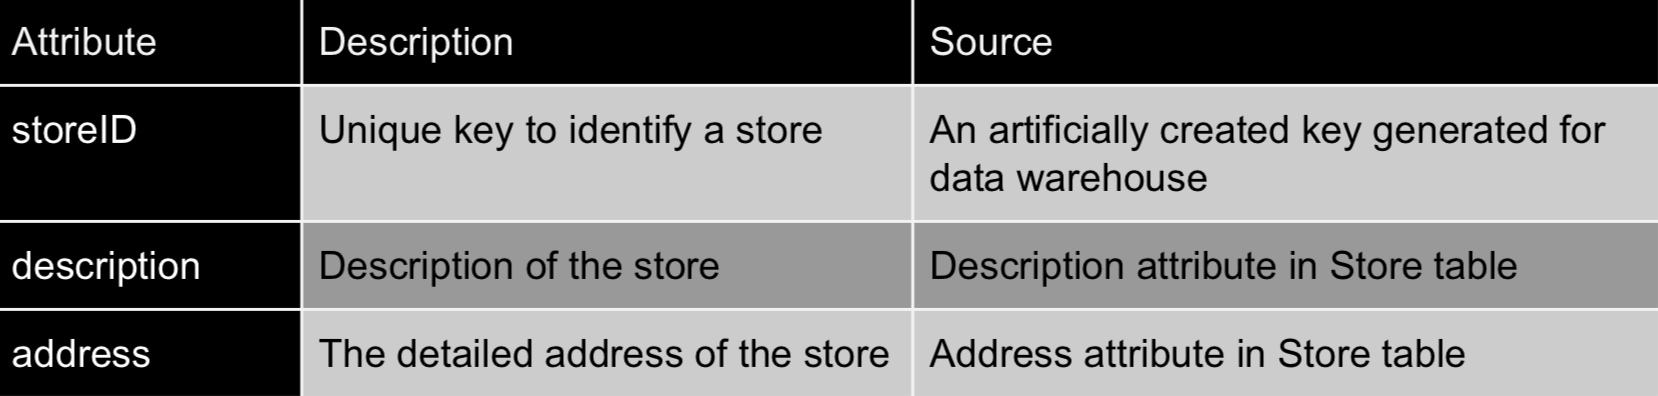 Attribute Description Source
storeID Unique key to identify a store An artificially created key generated for
data warehouse
description Description of the store Description attribute in Store table
address The detailed address of the store Address attribute in Store table